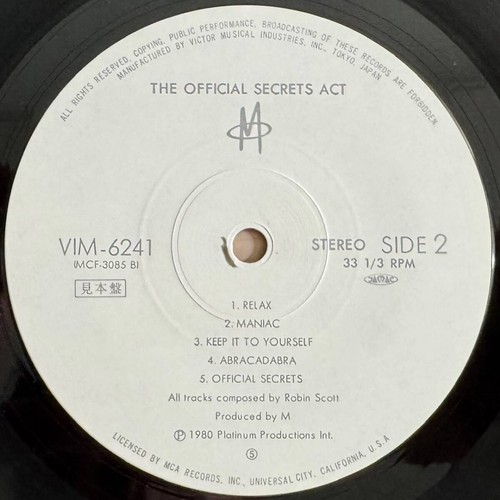 ALL RIGHTS RESERVED. COPYING, PUBLIC PERFORMANCE, BROADCASTING OF THESE RECORDS ARE FORBIDDEN.
MANUFACTURED BY VICTOR MUSICAL INDUSTRIES, INC., TOKYO, JAPAN
THE OFFICIAL SECRETS ACT
M
VIM-6241
(MCF-3085 B)
見本盤
STEREO SIDE 2
33 1/3 RPM
JASRAC
1. RELAX
2. MANIAC
3. KEEP IT TO YOURSELF
4. ABRACADABRA
5. OFFICIAL SECRETS
All tracks composed by Robin Scott
Produced by M
Ⓟ 1980 Platinum Productions Int.
Ⓢ
LICENSED BY MCA RECORDS, INC., UNIVERSAL CITY, CALIFORNIA, U.S.A